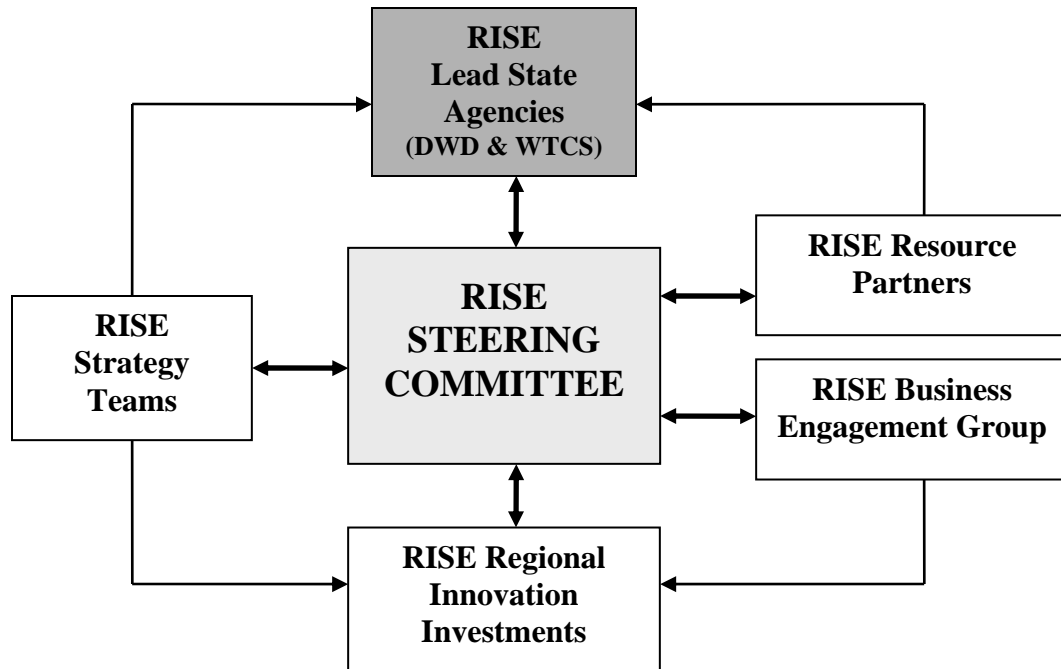 RISE
Lead State
Agencies
(DWD & WTCS)
RISE Resource
Partners
RISE
STEERING
COMMITTEE
RISE
Strategy
Teams
RISE Business
Engagement Group
RISE Regional
Innovation
Investments